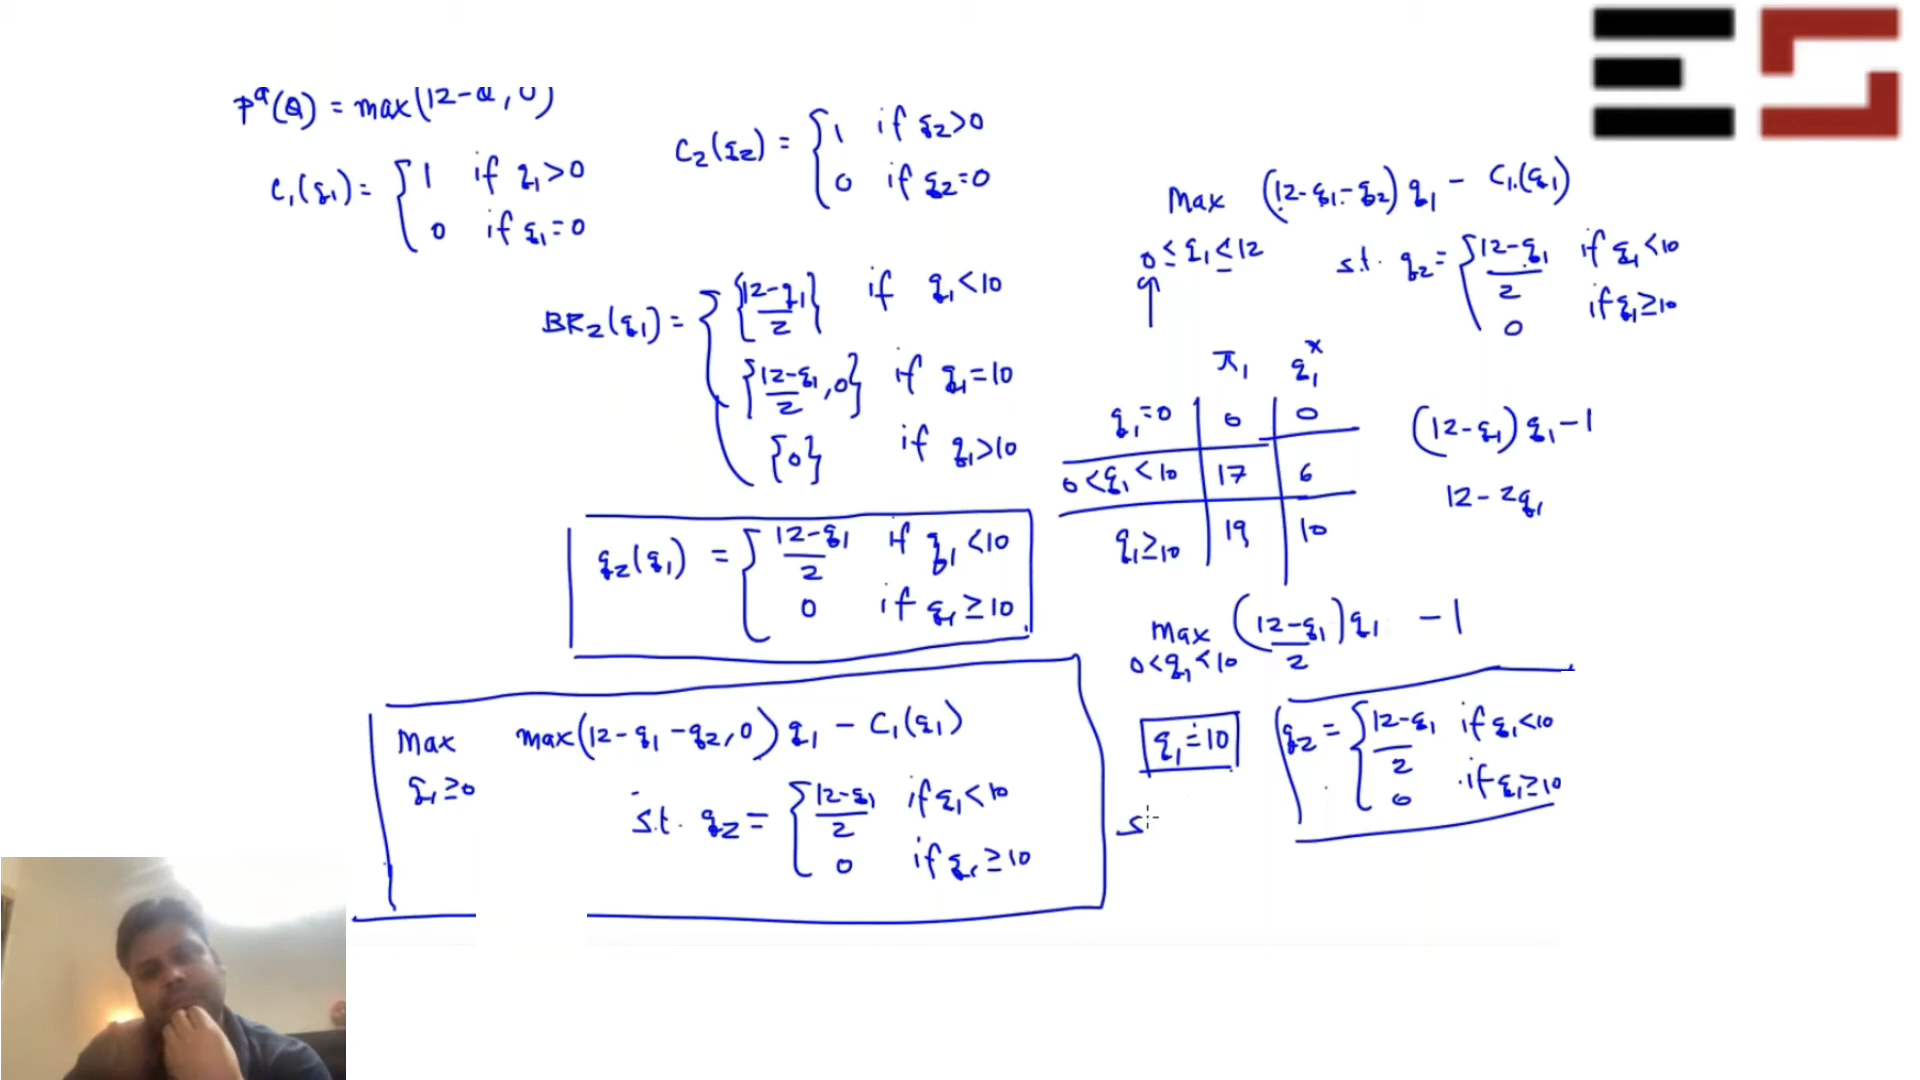 P^d(Q) = max(12-Q, 0)
C₁(q₁) = { 1 if q₁>0
0 if q₁=0
C₂(q₂) = { 1 if q₂>0
0 if q₂=0
BR₂(q₁) = { {12-q₁/2} if q₁<10
{12-q₁/2, 0} if q₁=10
{0} if q₁>10
q₂(q₁) = { 12-q₁/2 if q₁<10
0 if q₁≥10
Max max(12-q₁-q₂, 0) q₁ - C₁(q₁)
q₁≥0
s.t. q₂ = { 12-q₁/2 if q₁<10
0 if q₁≥10
Max (12-q₁-q₂) q₁ - C₁(q₁)
0≤q₁≤12
s.t. q₂ = { 12-q₁/2 if q₁<10
0 if q₁≥10
π₁ q₁*
q₁=0 0 0
0<q₁<10 17 6
q₁≥10 19 10
(12-q₁) q₁-1
12-2q₁
max (12-q₁/2) q₁ -1
0<q₁<10
q₁=10
q₂ = { 12-q₁/2 if q₁<10
0 if q₁≥10
S
ES